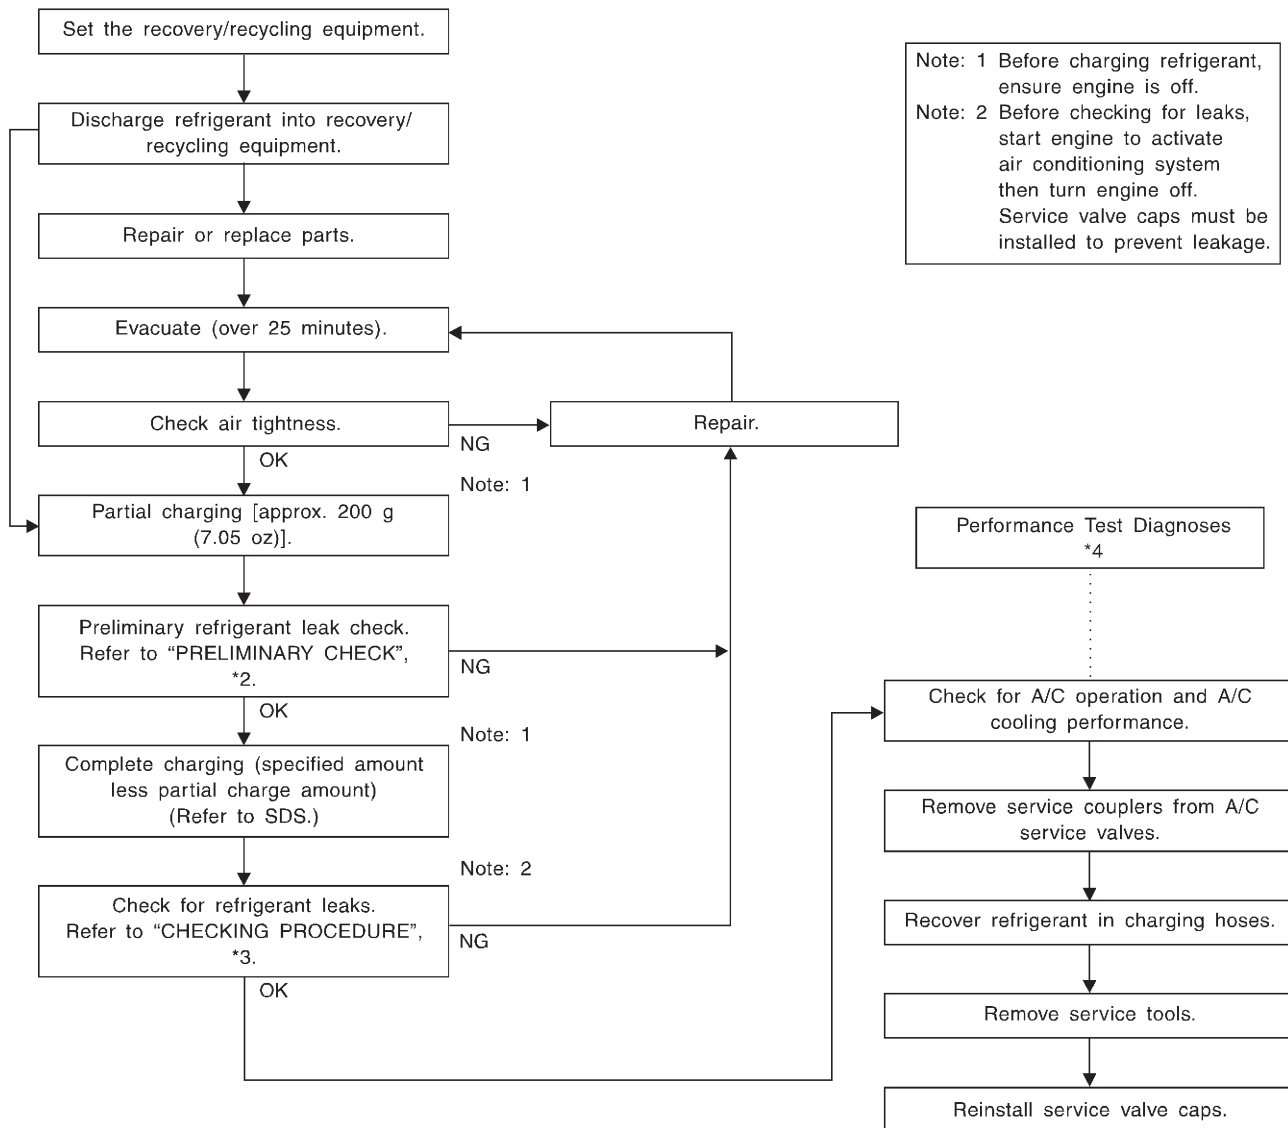 Set the recovery/recycling equipment.
Discharge refrigerant into recovery/
recycling equipment.
Repair or replace parts.
Evacuate (over 25 minutes).
Check air tightness.
NG
OK
Repair.
Note: 1
Partial charging [approx. 200 g
(7.05 oz)].
Preliminary refrigerant leak check.
Refer to “PRELIMINARY CHECK”,
*2.
NG
OK
Note: 1
Complete charging (specified amount
less partial charge amount)
(Refer to SDS.)
Note: 2
Check for refrigerant leaks.
Refer to “CHECKING PROCEDURE”,
*3.
NG
OK
Note: 1 Before charging refrigerant,
ensure engine is off.
Note: 2 Before checking for leaks,
start engine to activate
air conditioning system
then turn engine off.
Service valve caps must be
installed to prevent leakage.
Performance Test Diagnoses
*4
Check for A/C operation and A/C
cooling performance.
Remove service couplers from A/C
service valves.
Recover refrigerant in charging hoses.
Remove service tools.
Reinstall service valve caps.